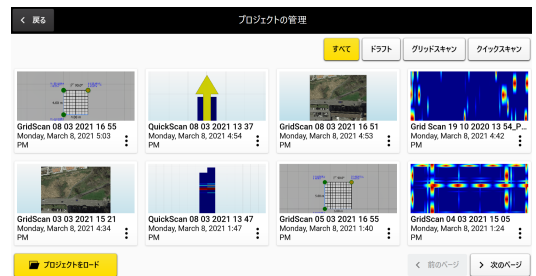 戻る
プロジェクトの管理
すべて
ドラフト
グリッドスキャン
クイックスキャン
GridScan 08 03 2021 16 55
Monday, March 8, 2021 5:03
PM
QuickScan 08 03 2021 13 37
Monday, March 8, 2021 4:54
PM
GridScan 08 03 2021 16 51
Monday, March 8, 2021 4:53
PM
Grid Scan 19 10 2020 13 54_P...
Monday, March 8, 2021 4:42
PM
GridScan 03 03 2021 15 21
Monday, March 8, 2021 4:34
PM
QuickScan 08 03 2021 13 47
Monday, March 8, 2021 1:47
PM
GridScan 05 03 2021 16 55
Monday, March 8, 2021 1:40
PM
GridScan 04 03 2021 15 05
Monday, March 8, 2021 1:24
PM
プロジェクトをロード
前のページ
次のページ